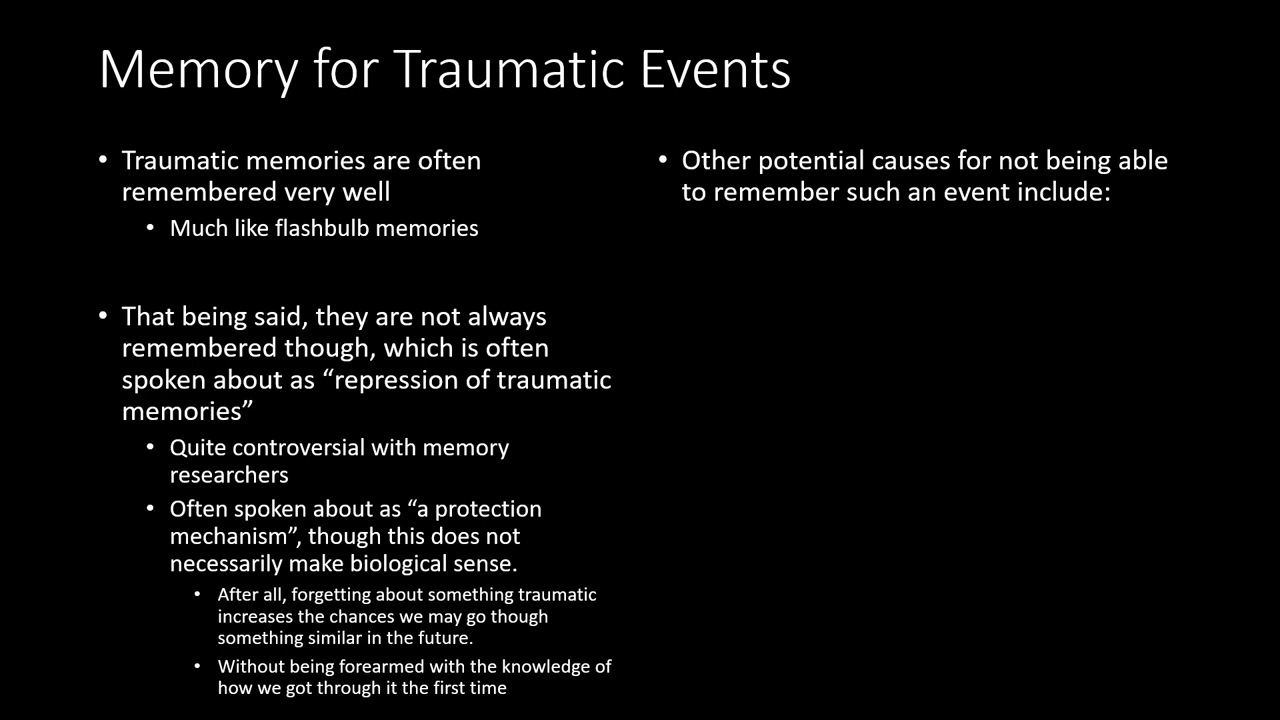 Memory for Traumatic Events
• Traumatic memories are often
remembered very well
• Much like flashbulb memories
• That being said, they are not always
remembered though, which is often
spoken about as “repression of traumatic
memories”
• Quite controversial with memory
researchers
• Often spoken about as “a protection
mechanism”, though this does not
necessarily make biological sense.
• After all, forgetting about something traumatic
increases the chances we may go though
something similar in the future.
• Without being forearmed with the knowledge of
how we got through it the first time
• Other potential causes for not being able
to remember such an event include: